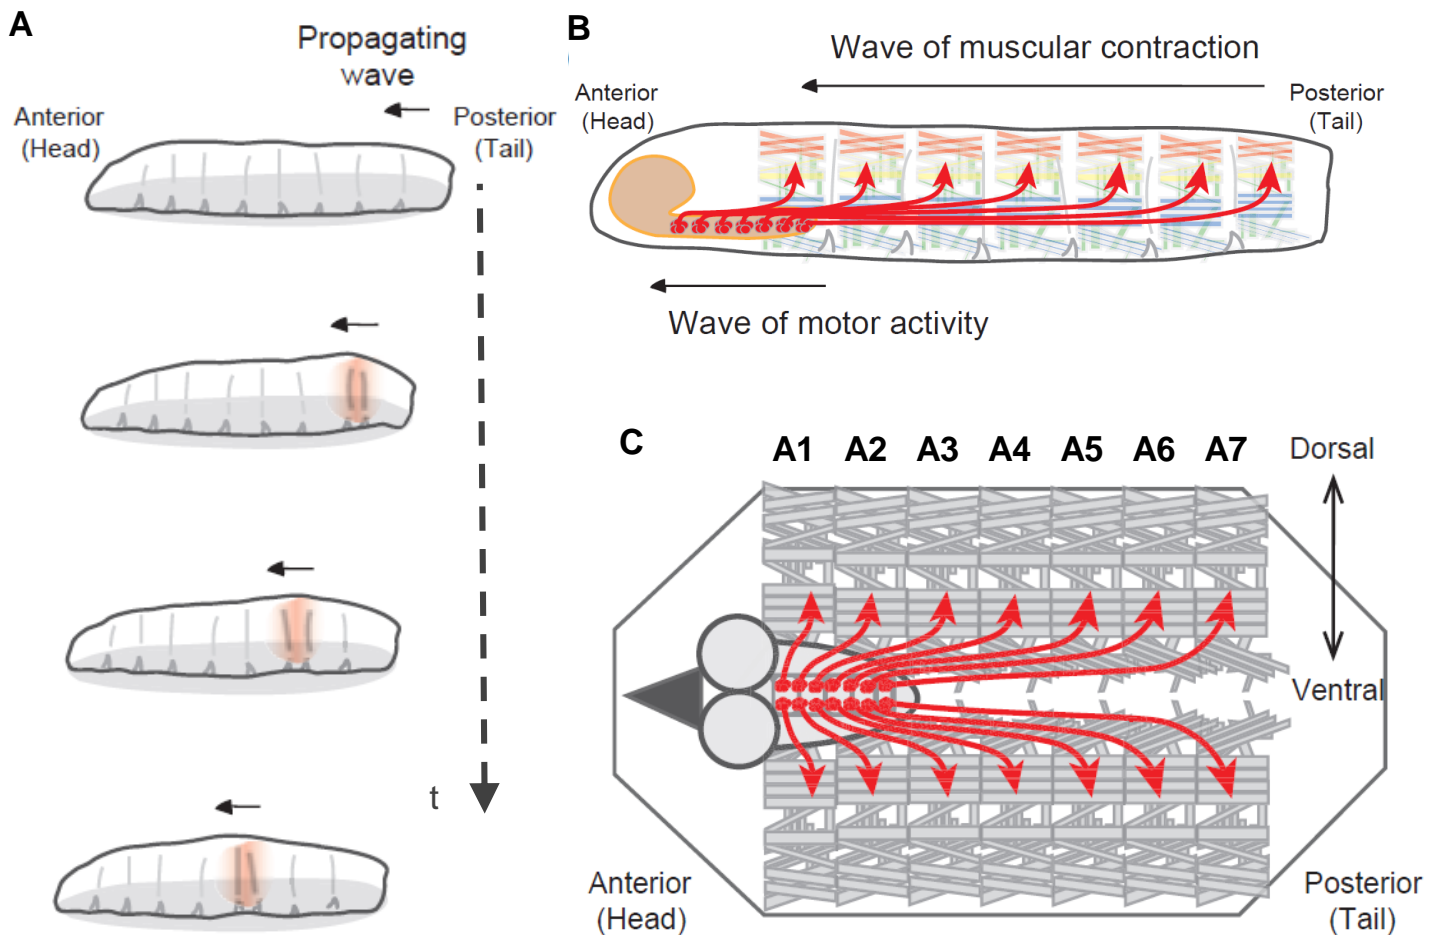 A
Propagating
wave
Anterior
(Head)
Posterior
(Tail)
t
B
Wave of muscular contraction
Anterior
(Head)
Posterior
(Tail)
Wave of motor activity
C
A1 A2 A3 A4 A5 A6 A7
Dorsal
Ventral
Anterior
(Head)
Posterior
(Tail)